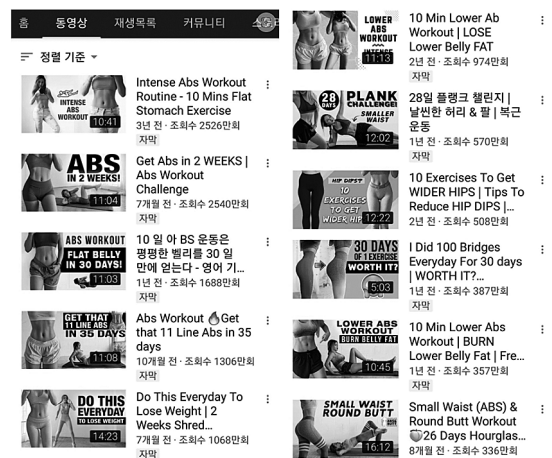 홈 동영상 재생목록 커뮤니티
정렬 기준
INTENSE
ABS
WORKOUT
10:41
Intense Abs Workout
Routine - 10 Mins Flat
Stomach Exercise
3년 전 · 조회수 2526만회
자막
ABS
IN 2 WEEKS!
11:04
Get Abs in 2 WEEKS |
Abs Workout
Challenge
7개월 전 · 조회수 2540만회
자막
ABS WORKOUT
FLAT BELLY
IN 30 DAYS!
11:03
10 일 아 BS 운동은
평평한 벨리를 30 일
만에 얻는다 - 영어 기...
1년 전 · 조회수 1688만회
자막
GET THAT
11 LINE ABS
IN 35 DAYS
11:08
Abs Workout 🔥Get
that 11 Line Abs in 35
days
10개월 전 · 조회수 1306만회
자막
DO THIS
EVERYDAY
TO LOSE WEIGHT
14:23
Do This Everyday To
Lose Weight | 2
Weeks Shred...
7개월 전 · 조회수 1068만회
자막
LOWER
ABS
WORKOUT
INTENSE
11:13
10 Min Lower Ab
Workout | LOSE
Lower Belly FAT
2년 전 · 조회수 974만회
자막
28
DAYS
PLANK
CHALLENGE!
SMALLER
WAIST
12:02
28일 플랭크 챌린지 |
날씬한 허리 & 팔 | 복근
운동
1년 전 · 조회수 570만회
자막
HIP DIPS?
10
EXERCISES
TO GET
WIDER HIPS
12:22
10 Exercises To Get
WIDER HIPS | Tips To
Reduce HIP DIPS |...
2년 전 · 조회수 508만회
30 DAYS
OF 1 EXERCISE
WORTH IT?
5:03
I Did 100 Bridges
Everyday For 30 days
| WORTH IT?...
1년 전 · 조회수 387만회
자막
LOWER ABS
WORKOUT
BURN BELLY FAT
10:45
10 Min Lower Abs
Workout | BURN
Lower Belly Fat | Fre...
1년 전 · 조회수 357만회
자막
SMALL WAIST
ROUND BUTT
16:12
Small Waist (ABS) &
Round Butt Workout
🍑26 Days Hourglas...
8개월 전 · 조회수 336만회